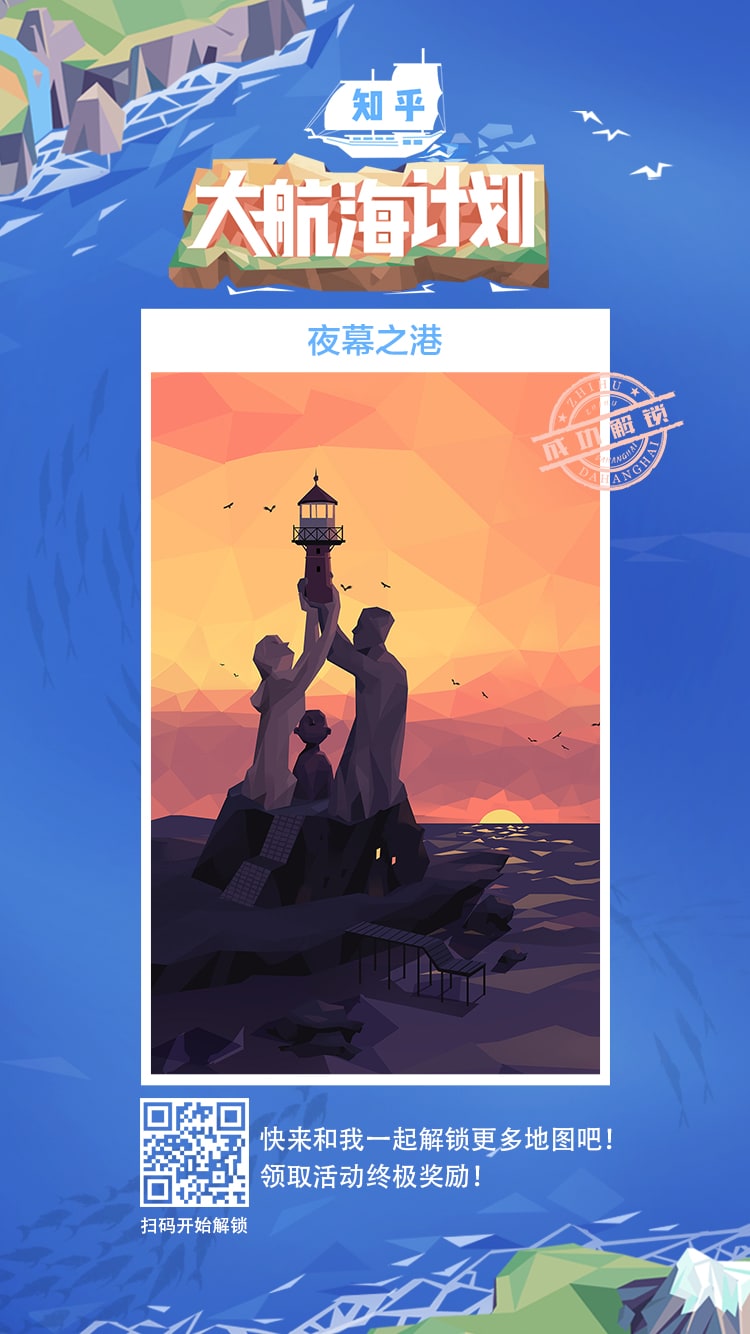 知乎
大航海计划
夜幕之港
ZHIHU
成功解锁
DAHANGHAI
快来和我一起解锁更多地图吧！
领取活动终极奖励！
扫码开始解锁